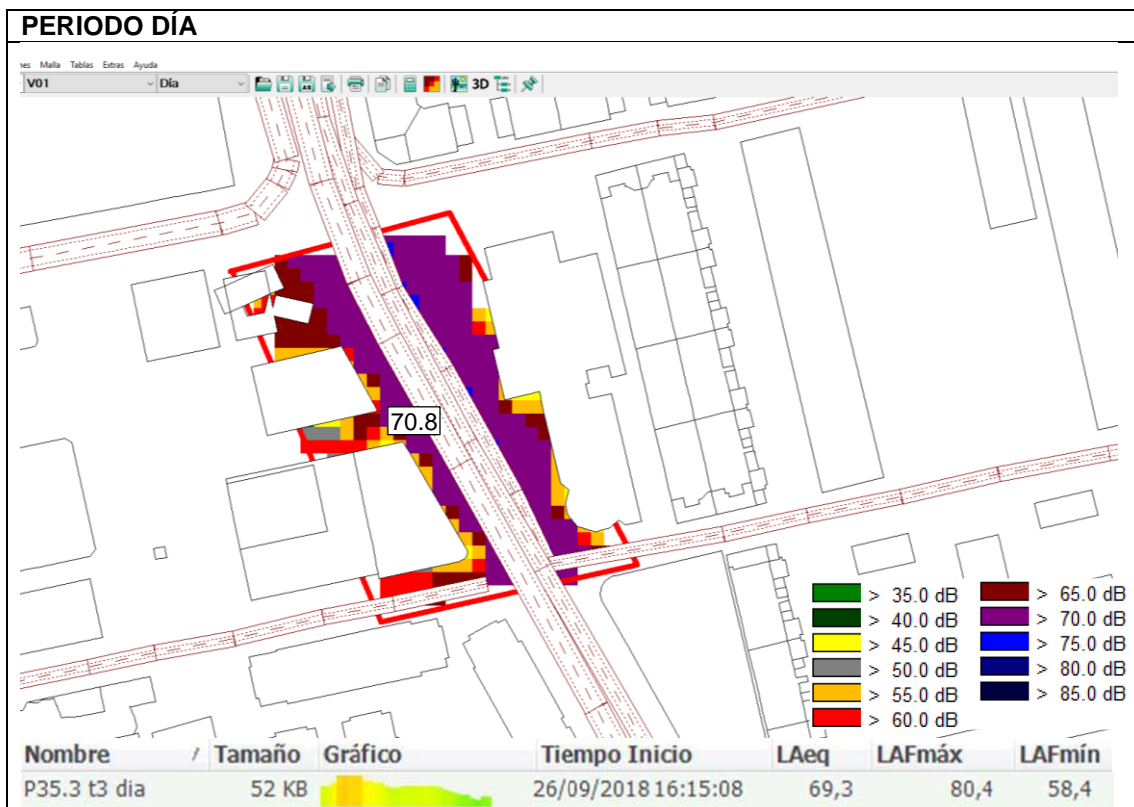 PERIODO DÍA
nes Malla Tablas Extras Ayuda
V01 Día 3D
70.8
> 35.0 dB > 65.0 dB
> 40.0 dB > 70.0 dB
> 45.0 dB > 75.0 dB
> 50.0 dB > 80.0 dB
> 55.0 dB > 85.0 dB
> 60.0 dB
Nombre / Tamaño Gráfico Tiempo Inicio LAeq LAFmáx LAFmín
P35.3 t3 dia 52 KB 26/09/2018 16:15:08 69,3 80,4 58,4